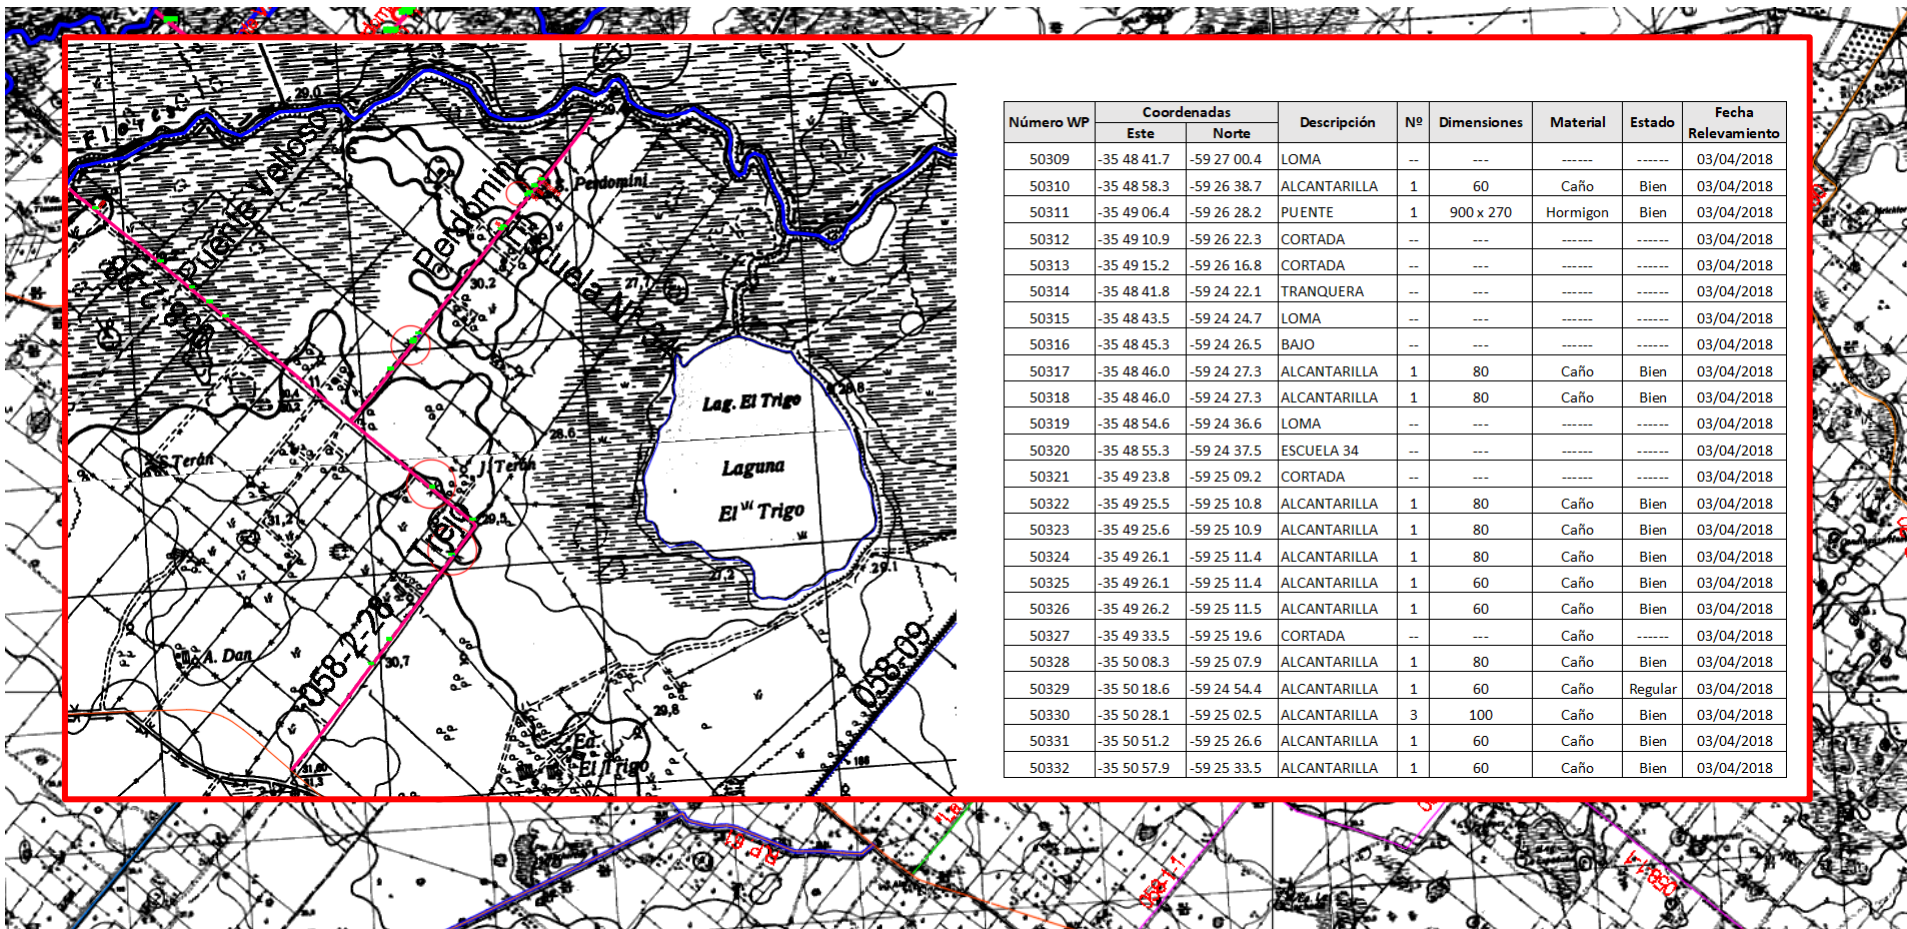 Flores
29.0
Puente Velloso
Perdomini
Perdomini
30.2
27,7
28.8
Lag. El Trigo
Laguna
El Trigo
28.6
S. Terán
J. Terán
29,5
31,2
Trejo
27,2
29.1
A. Dan
30,7
058-2-28
058-09
29,8
Ea.
El Trigo
31,3
188
RP 61
058-11
058-1-1
Número WP Coordenadas Descripción Nº Dimensiones Material Estado Fecha Relevamiento
Este Norte
50309 -35 48 41.7 -59 27 00.4 LOMA -- --- ------ ------ 03/04/2018
50310 -35 48 58.3 -59 26 38.7 ALCANTARILLA 1 60 Caño Bien 03/04/2018
50311 -35 49 06.4 -59 26 28.2 PUENTE 1 900 x 270 Hormigon Bien 03/04/2018
50312 -35 49 10.9 -59 26 22.3 CORTADA -- --- ------ ------ 03/04/2018
50313 -35 49 15.2 -59 26 16.8 CORTADA -- --- ------ ------ 03/04/2018
50314 -35 48 41.8 -59 24 22.1 TRANQUERA -- --- ------ ------ 03/04/2018
50315 -35 48 43.5 -59 24 24.7 LOMA -- --- ------ ------ 03/04/2018
50316 -35 48 45.3 -59 24 26.5 BAJO -- --- ------ ------ 03/04/2018
50317 -35 48 46.0 -59 24 27.3 ALCANTARILLA 1 80 Caño Bien 03/04/2018
50318 -35 48 46.0 -59 24 27.3 ALCANTARILLA 1 80 Caño Bien 03/04/2018
50319 -35 48 54.6 -59 24 36.6 LOMA -- --- ------ ------ 03/04/2018
50320 -35 48 55.3 -59 24 37.5 ESCUELA 34 -- --- ------ ------ 03/04/2018
50321 -35 49 23.8 -59 25 09.2 CORTADA -- --- ------ ------ 03/04/2018
50322 -35 49 25.5 -59 25 10.8 ALCANTARILLA 1 80 Caño Bien 03/04/2018
50323 -35 49 25.6 -59 25 10.9 ALCANTARILLA 1 80 Caño Bien 03/04/2018
50324 -35 49 26.1 -59 25 11.4 ALCANTARILLA 1 80 Caño Bien 03/04/2018
50325 -35 49 26.1 -59 25 11.4 ALCANTARILLA 1 60 Caño Bien 03/04/2018
50326 -35 49 26.2 -59 25 11.5 ALCANTARILLA 1 60 Caño Bien 03/04/2018
50327 -35 49 33.5 -59 25 19.6 CORTADA -- --- Caño ------ 03/04/2018
50328 -35 50 08.3 -59 25 07.9 ALCANTARILLA 1 80 Caño Bien 03/04/2018
50329 -35 50 18.6 -59 24 54.4 ALCANTARILLA 1 60 Caño Regular 03/04/2018
50330 -35 50 28.1 -59 25 02.5 ALCANTARILLA 3 100 Caño Bien 03/04/2018
50331 -35 50 51.2 -59 25 26.6 ALCANTARILLA 1 60 Caño Bien 03/04/2018
50332 -35 50 57.9 -59 25 33.5 ALCANTARILLA 1 60 Caño Bien 03/04/2018